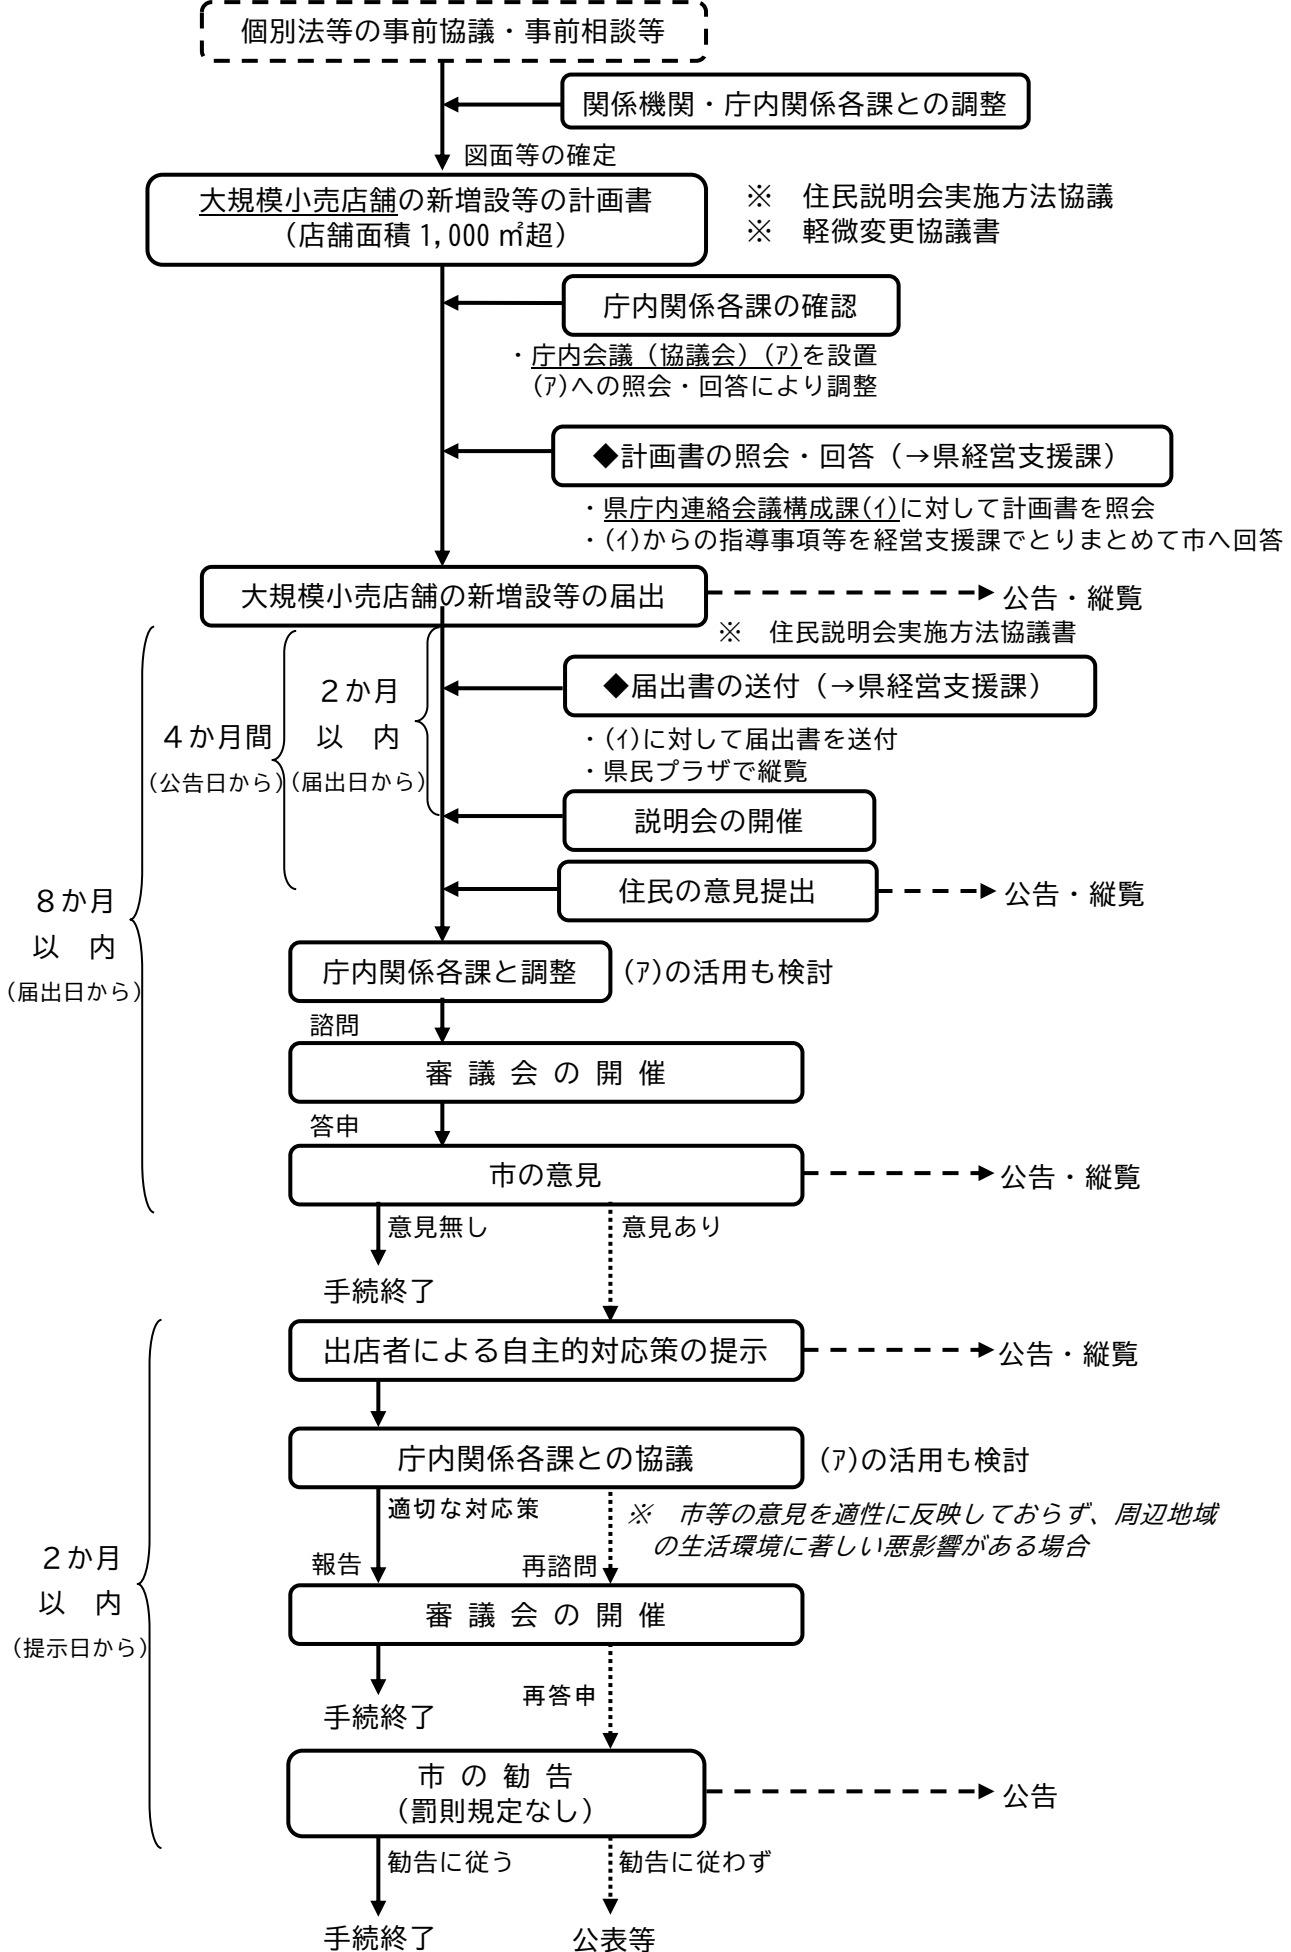 個別法等の事前協議・事前相談等
関係機関・庁内関係各課との調整
図面等の確定
大規模小売店舗の新増設等の計画書
（店舗面積 1,000 ㎡超）
※　住民説明会実施方法協議
※　軽微変更協議書
庁内関係各課の確認
・庁内会議（協議会）(ｱ)を設置
(ｱ)への照会・回答により調整
◆計画書の照会・回答（→県経営支援課）
・県庁内連絡会議構成課(ｲ)に対して計画書を照会
・(ｲ)からの指導事項等を経営支援課でとりまとめて市へ回答
大規模小売店舗の新増設等の届出
公告・縦覧
※　住民説明会実施方法協議書
◆届出書の送付（→県経営支援課）
・(ｲ)に対して届出書を送付
・県民プラザで縦覧
２か月
以　内
（届出日から）
４か月間
（公告日から）
説明会の開催
住民の意見提出
公告・縦覧
８か月
以　内
（届出日から）
庁内関係各課と調整
(ｱ)の活用も検討
諮問
審 議 会 の 開 催
答申
市の意見
公告・縦覧
意見無し
意見あり
手続終了
出店者による自主的対応策の提示
公告・縦覧
庁内関係各課との協議
(ｱ)の活用も検討
適切な対応策
※　市等の意見を適性に反映しておらず、周辺地域
の生活環境に著しい悪影響がある場合
２か月
以　内
（提示日から）
報告
再諮問
審 議 会 の 開 催
再答申
手続終了
市 の 勧 告
（罰則規定なし）
公告
勧告に従う
勧告に従わず
手続終了
公表等